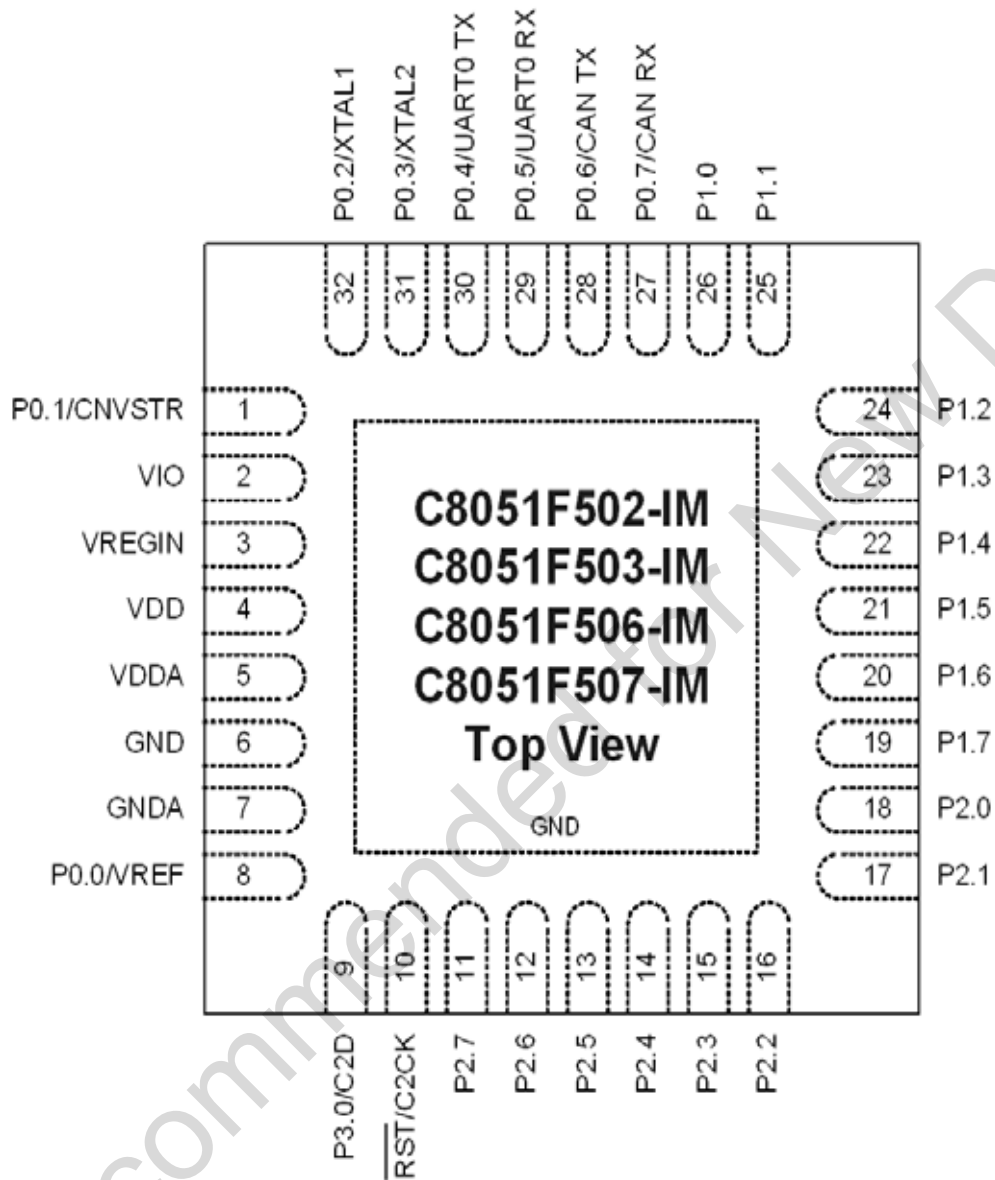 P0.2/XTAL1
P0.3/XTAL2
P0.4/UART0 TX
P0.5/UART0 RX
P0.6/CAN TX
P0.7/CAN RX
P1.0
P1.1
32
31
30
29
28
27
26
25
P0.1/CNVSTR
1
VIO
2
VREGIN
3
VDD
4
VDDA
5
GND
6
GNDA
7
P0.0/VREF
8
C8051F502-IM
C8051F503-IM
C8051F506-IM
C8051F507-IM
Top View
GND
24
P1.2
23
P1.3
22
P1.4
21
P1.5
20
P1.6
19
P1.7
18
P2.0
17
P2.1
9
10
11
12
13
14
15
16
P3.0/C2D
RST/C2CK
P2.7
P2.6
P2.5
P2.4
P2.3
P2.2
commended for New D